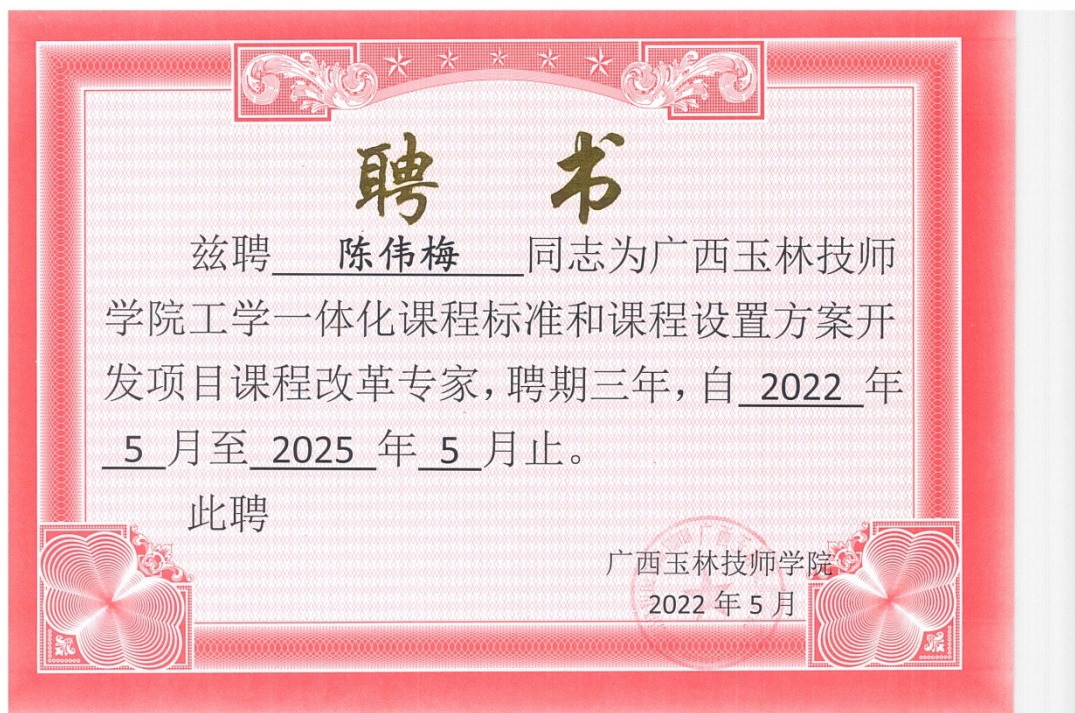 聘 书
兹聘 陈伟梅 同志为广西玉林技师
学院工学一体化课程标准和课程设置方案开
发项目课程改革专家，聘期三年，自 2022 年
5 月至 2025 年 5 月止。
此聘
广西玉林技师学院
2022 年 5 月